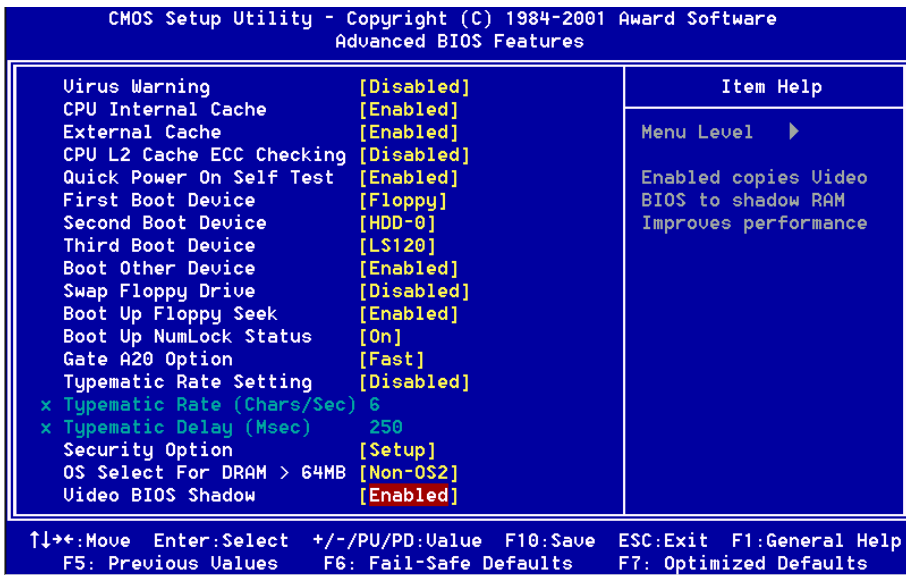 CMOS Setup Utility - Copyright (C) 1984-2001 Award Software
Advanced BIOS Features
Virus Warning [Disabled]
CPU Internal Cache [Enabled]
External Cache [Enabled]
CPU L2 Cache ECC Checking [Disabled]
Quick Power On Self Test [Enabled]
First Boot Device [Floppy]
Second Boot Device [HDD-0]
Third Boot Device [LS120]
Boot Other Device [Enabled]
Swap Floppy Drive [Disabled]
Boot Up Floppy Seek [Enabled]
Boot Up NumLock Status [On]
Gate A20 Option [Fast]
Typematic Rate Setting [Disabled]
x Typematic Rate (Chars/Sec) 6
x Typematic Delay (Msec) 250
Security Option [Setup]
OS Select For DRAM > 64MB [Non-OS2]
Video BIOS Shadow [Enabled]
Item Help
Menu Level ▶
Enabled copies Video
BIOS to shadow RAM
Improves performance
↑↓→←:Move Enter:Select +/-/PU/PD:Value F10:Save ESC:Exit F1:General Help
F5: Previous Values F6: Fail-Safe Defaults F7: Optimized Defaults